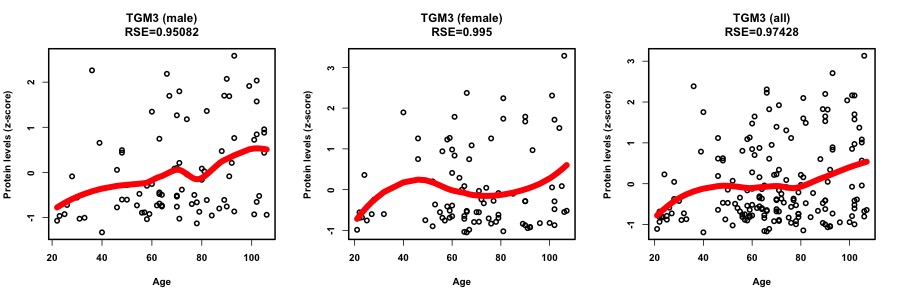 TGM3 (male)
RSE=0.95082
Protein levels (z-score)
2
1
0
-1
20
40
60
80
100
Age
TGM3 (female)
RSE=0.995
Protein levels (z-score)
3
2
1
0
-1
20
40
60
80
100
Age
TGM3 (all)
RSE=0.97428
Protein levels (z-score)
3
2
1
0
-1
20
40
60
80
100
Age